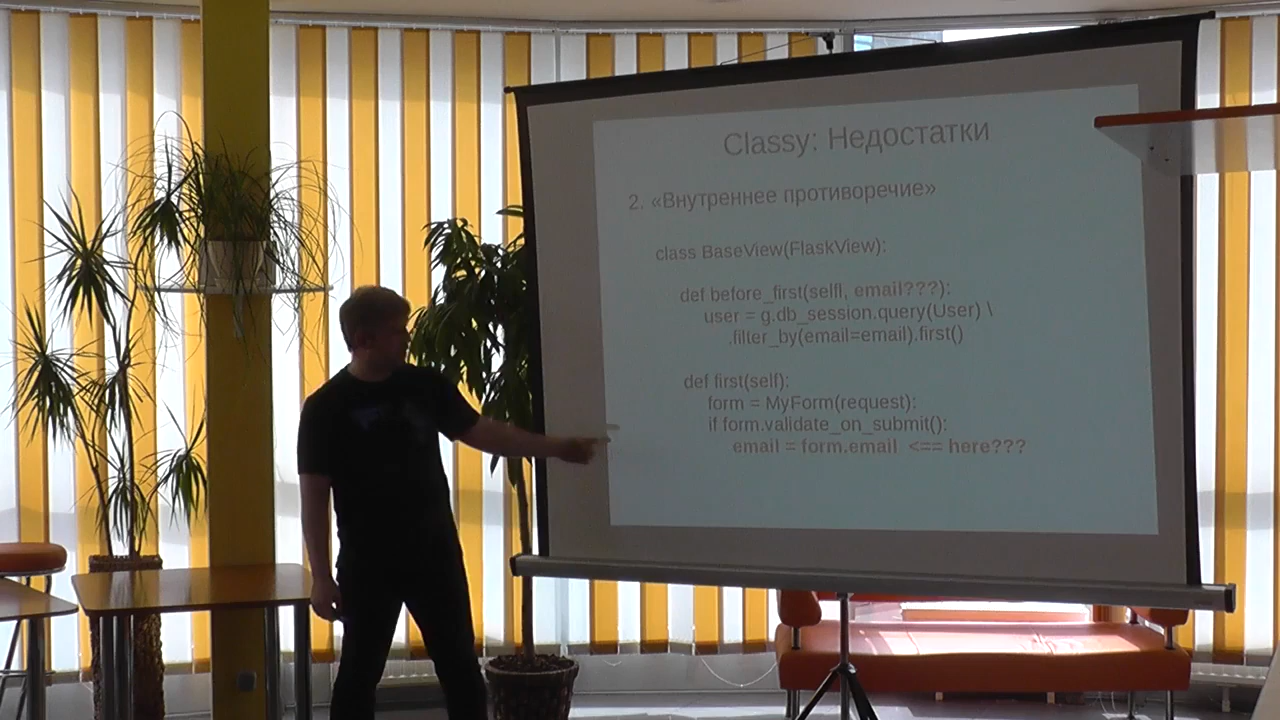 Classy: Недостатки
2. «Внутреннее противоречие»
class BaseView(FlaskView):
def before_first(selfl, email???):
user = g.db_session.query(User) \
.filter_by(email=email).first()
def first(self):
form = MyForm(request):
if form.validate_on_submit():
email = form.email <== here???